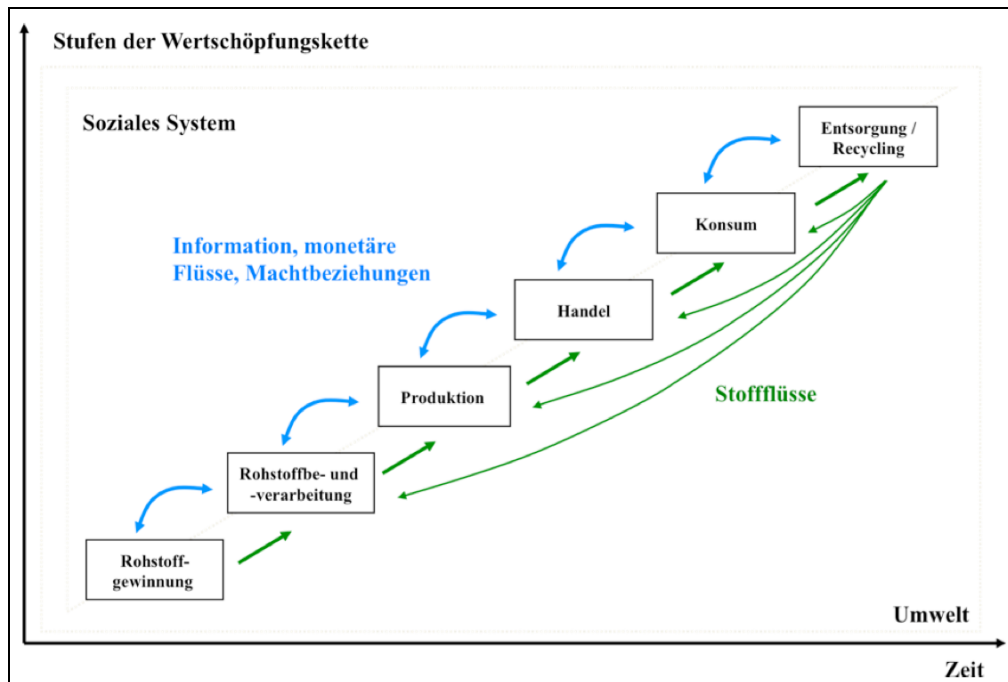 Stufen der Wertschöpfungskette
Soziales System
Entsorgung /
Recycling
Konsum
Information, monetäre
Flüsse, Machtbeziehungen
Handel
Produktion
Stoffflüsse
Rohstoffbe- und
-verarbeitung
Rohstoff-
gewinnung
Umwelt
Zeit